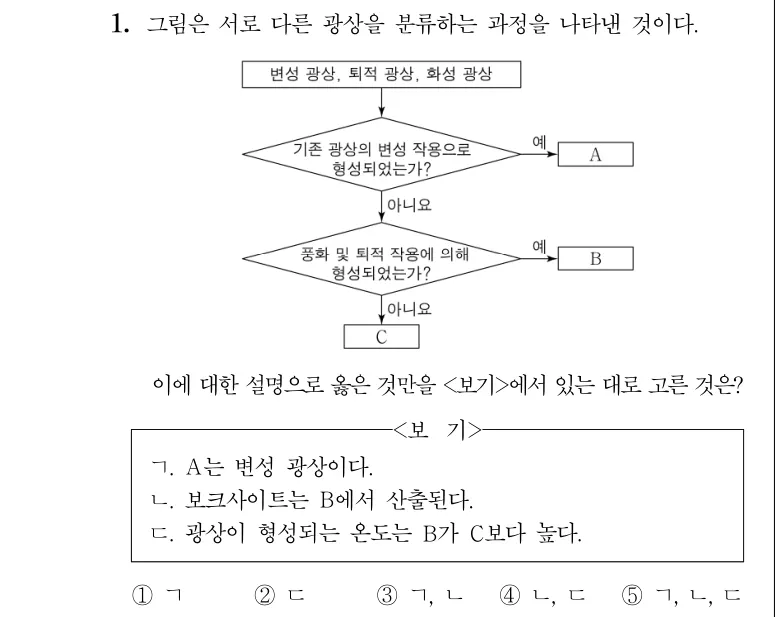 1. 그림은 서로 다른 광상을 분류하는 과정을 나타낸 것이다.
변성 광상, 퇴적 광상, 화성 광상
기존 광상의 변성 작용으로
형성되었는가?
예
A
아니요
풍화 및 퇴적 작용에 의해
형성되었는가?
예
B
아니요
C
이에 대한 설명으로 옳은 것만을 <보기>에서 있는 대로 고른 것은?
<보 기>
ㄱ. A는 변성 광상이다.
ㄴ. 보크사이트는 B에서 산출된다.
ㄷ. 광상이 형성되는 온도는 B가 C보다 높다.
① ㄱ ② ㄷ ③ ㄱ, ㄴ ④ ㄴ, ㄷ ⑤ ㄱ, ㄴ, ㄷ